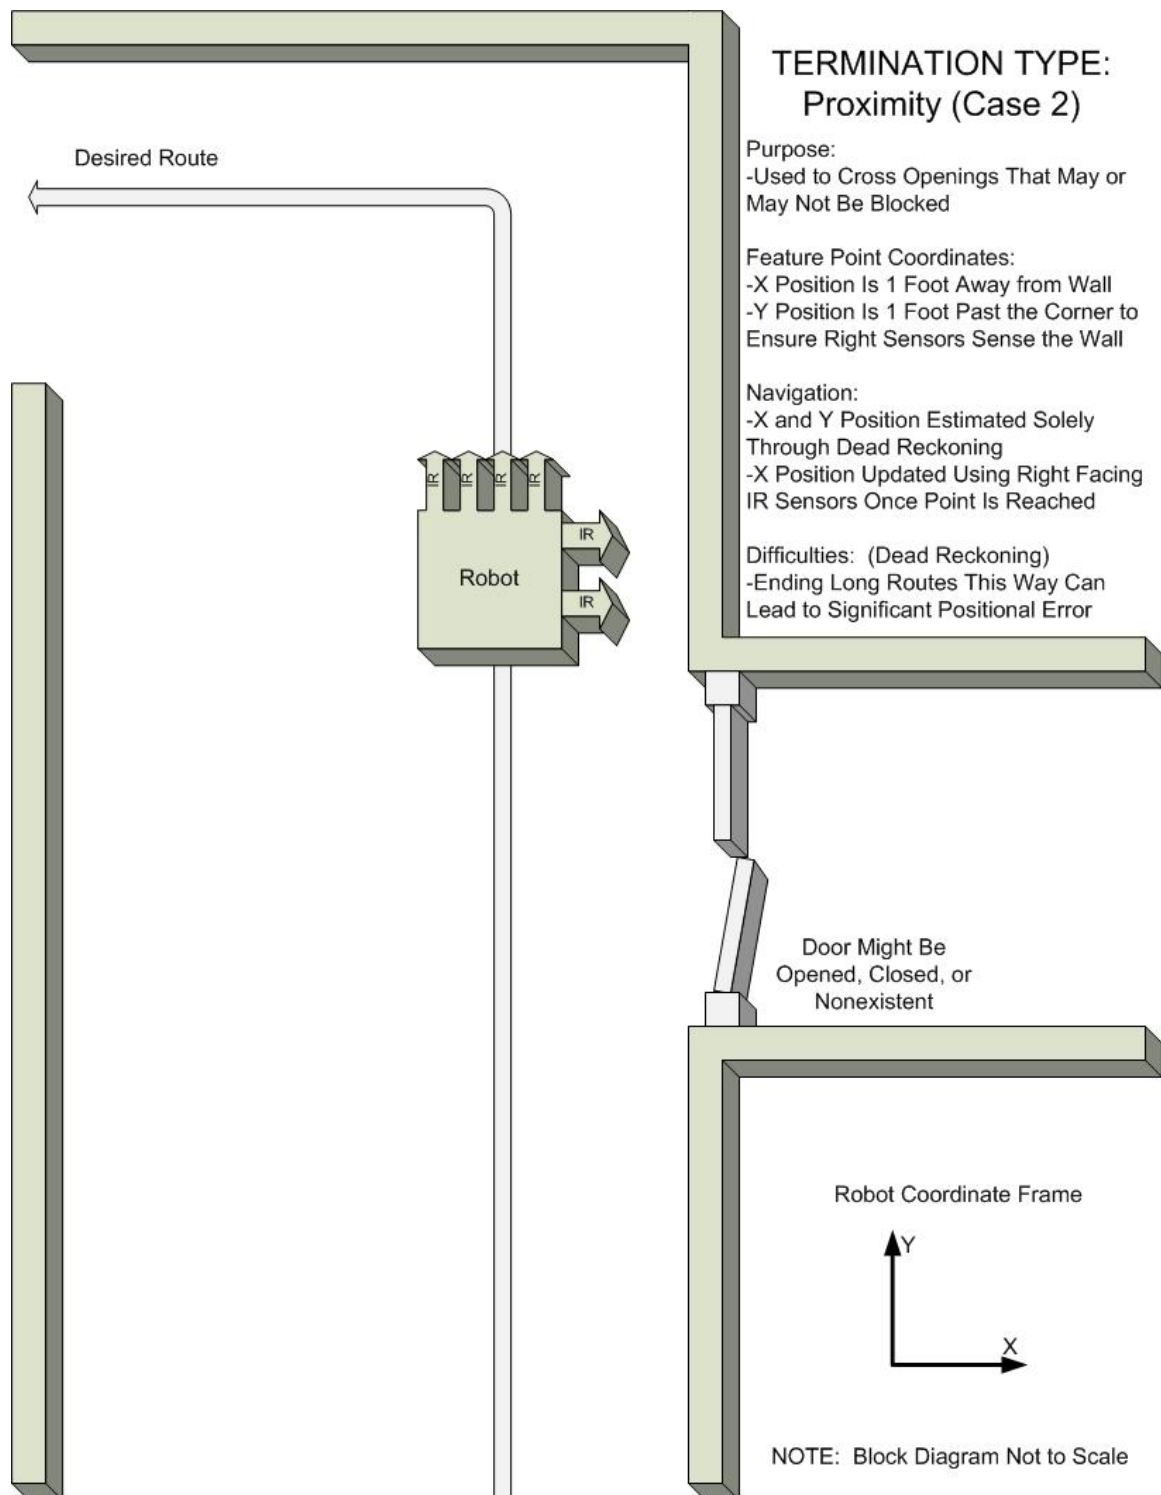 TERMINATION TYPE:
Proximity (Case 2)
Desired Route
Purpose:
-Used to Cross Openings That May or
May Not Be Blocked
Feature Point Coordinates:
-X Position Is 1 Foot Away from Wall
-Y Position Is 1 Foot Past the Corner to
Ensure Right Sensors Sense the Wall
Navigation:
-X and Y Position Estimated Solely
Through Dead Reckoning
-X Position Updated Using Right Facing
IR Sensors Once Point Is Reached
Difficulties:  (Dead Reckoning)
-Ending Long Routes This Way Can
Lead to Significant Positional Error
IR
IR
IR
IR
IR
Robot
IR
Door Might Be
Opened, Closed, or
Nonexistent
Robot Coordinate Frame
Y
X
NOTE:  Block Diagram Not to Scale